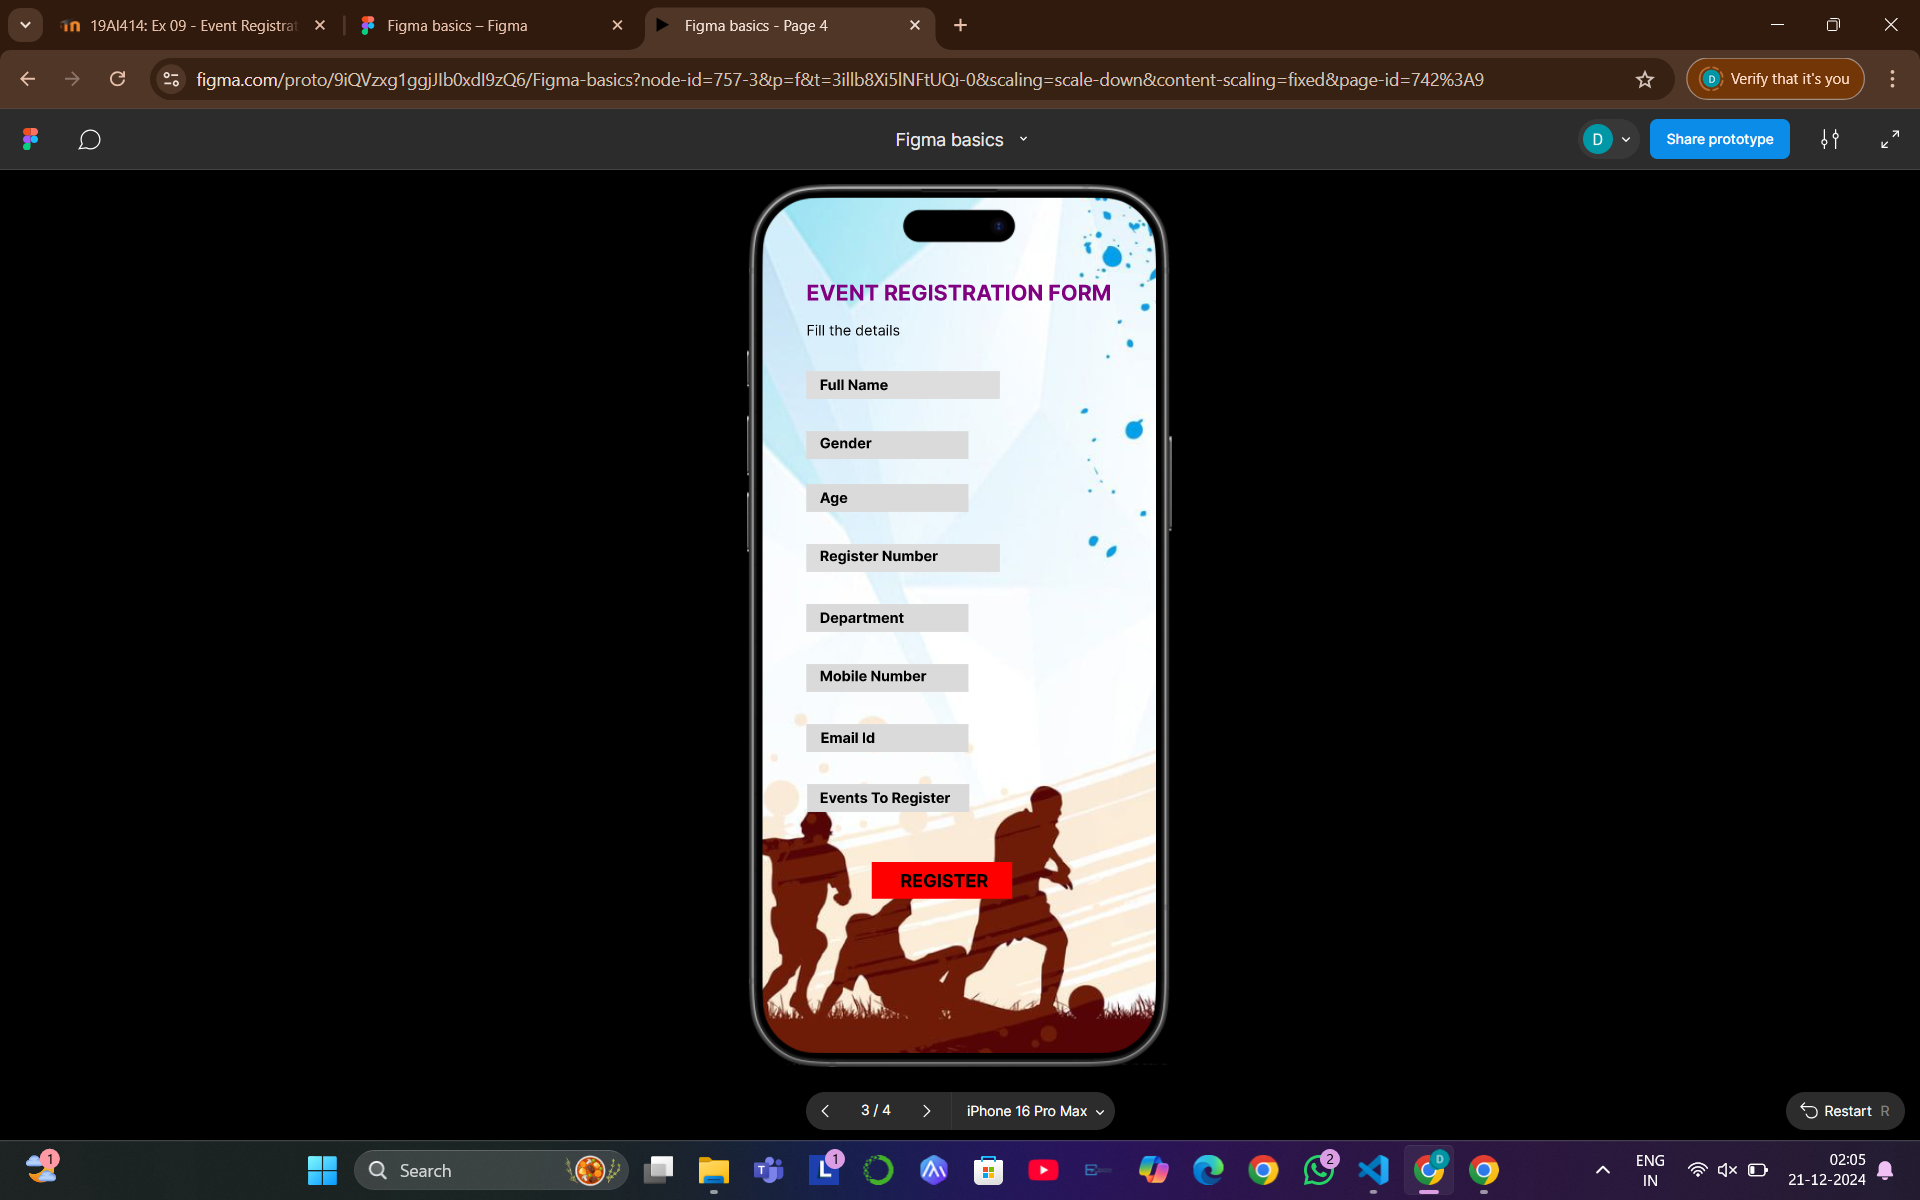 19AI414: Ex 09 - Event Registrat
Figma basics – Figma
Figma basics - Page 4
figma.com/proto/9iQVzxg1ggjJIb0xdl9zQ6/Figma-basics?node-id=757-3&p=f&t=3illb8Xi5lNFtUQi-0&scaling=scale-down&content-scaling=fixed&page-id=742%3A9
D
Verify that it's you
Figma basics
D
Share prototype
EVENT REGISTRATION FORM
Fill the details
Full Name
Gender
Age
Register Number
Department
Mobile Number
Email Id
Events To Register
REGISTER
3 / 4
iPhone 16 Pro Max
Restart R
1
Search
L
1
2
D
ENG
IN
02:05
21-12-2024